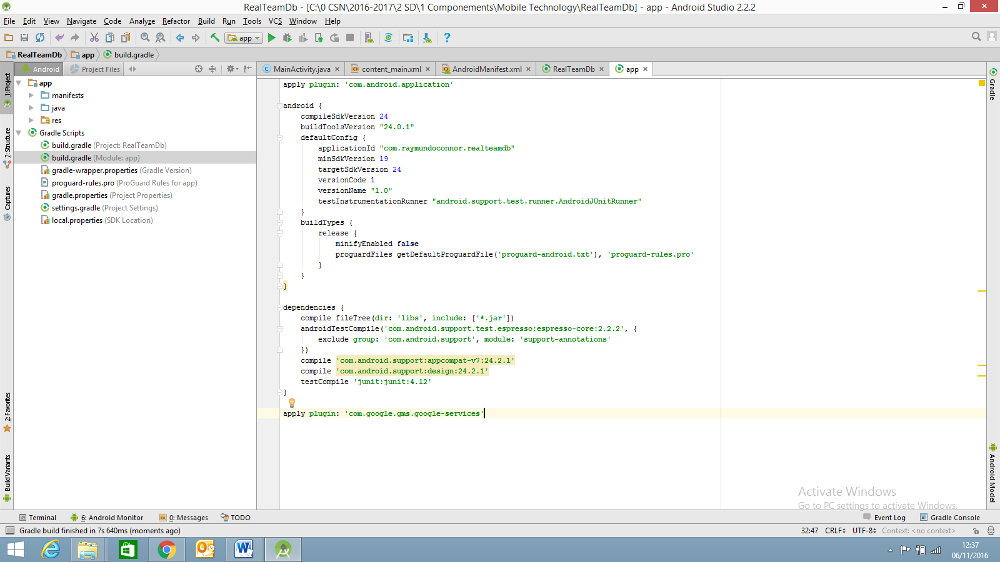 RealTeamDb - [C:\0 CSN\2016-2017\2 SD\1 Componements\Mobile Technology\RealTeamDb] - app - Android Studio 2.2.2
File Edit View Navigate Code Analyze Refactor Build Run Tools VCS Window Help
app
RealTeamDb app build.gradle
Android Project Files
MainActivity.java content_main.xml AndroidManifest.xml RealTeamDb app
1: Project
7: Structure
Captures
2: Favorites
Build Variants
app
manifests
java
res
Gradle Scripts
build.gradle (Project: RealTeamDb)
build.gradle (Module: app)
gradle-wrapper.properties (Gradle Version)
proguard-rules.pro (ProGuard Rules for app)
gradle.properties (Project Properties)
settings.gradle (Project Settings)
local.properties (SDK Location)
apply plugin: 'com.android.application'
android {
compileSdkVersion 24
buildToolsVersion "24.0.1"
defaultConfig {
applicationId "com.raymundoconnor.realteamdb"
minSdkVersion 19
targetSdkVersion 24
versionCode 1
versionName "1.0"
testInstrumentationRunner "android.support.test.runner.AndroidJUnitRunner"
}
buildTypes {
release {
minifyEnabled false
proguardFiles getDefaultProguardFile('proguard-android.txt'), 'proguard-rules.pro'
}
}
}
dependencies {
compile fileTree(dir: 'libs', include: ['*.jar'])
androidTestCompile('com.android.support.test.espresso:espresso-core:2.2.2', {
exclude group: 'com.android.support', module: 'support-annotations'
})
compile 'com.android.support:appcompat-v7:24.2.1'
compile 'com.android.support:design:24.2.1'
testCompile 'junit:junit:4.12'
}
apply plugin: 'com.google.gms.google-services'
Gradle
Android Model
Activate Windows
Go to PC settings to activate Windows.
Terminal 6: Android Monitor 0: Messages TODO Event Log Gradle Console
Gradle build finished in 7s 640ms (moments ago) 32:47 CRLF UTF-8 Context: <no context>
12:37
06/11/2016